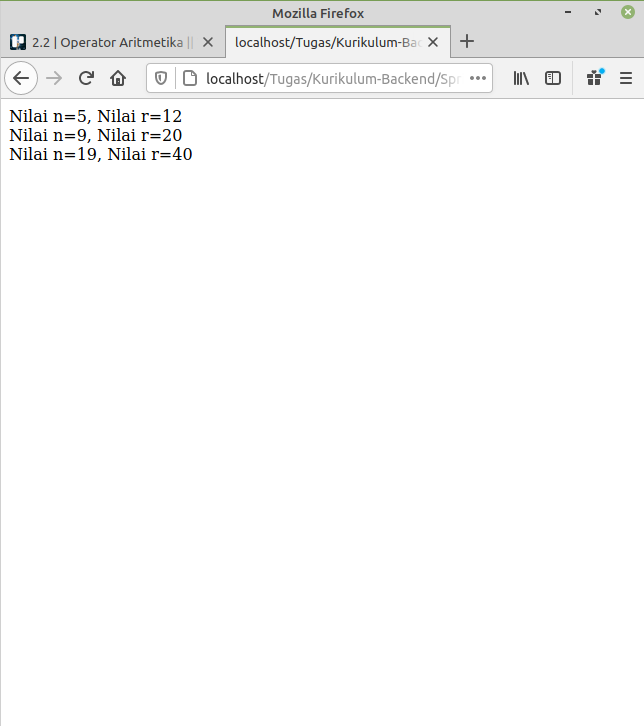 Mozilla Firefox
2.2 | Operator Aritmetika ||
localhost/Tugas/Kurikulum-Bac
localhost/Tugas/Kurikulum-Backend/Spr
Nilai n=5, Nilai r=12
Nilai n=9, Nilai r=20
Nilai n=19, Nilai r=40